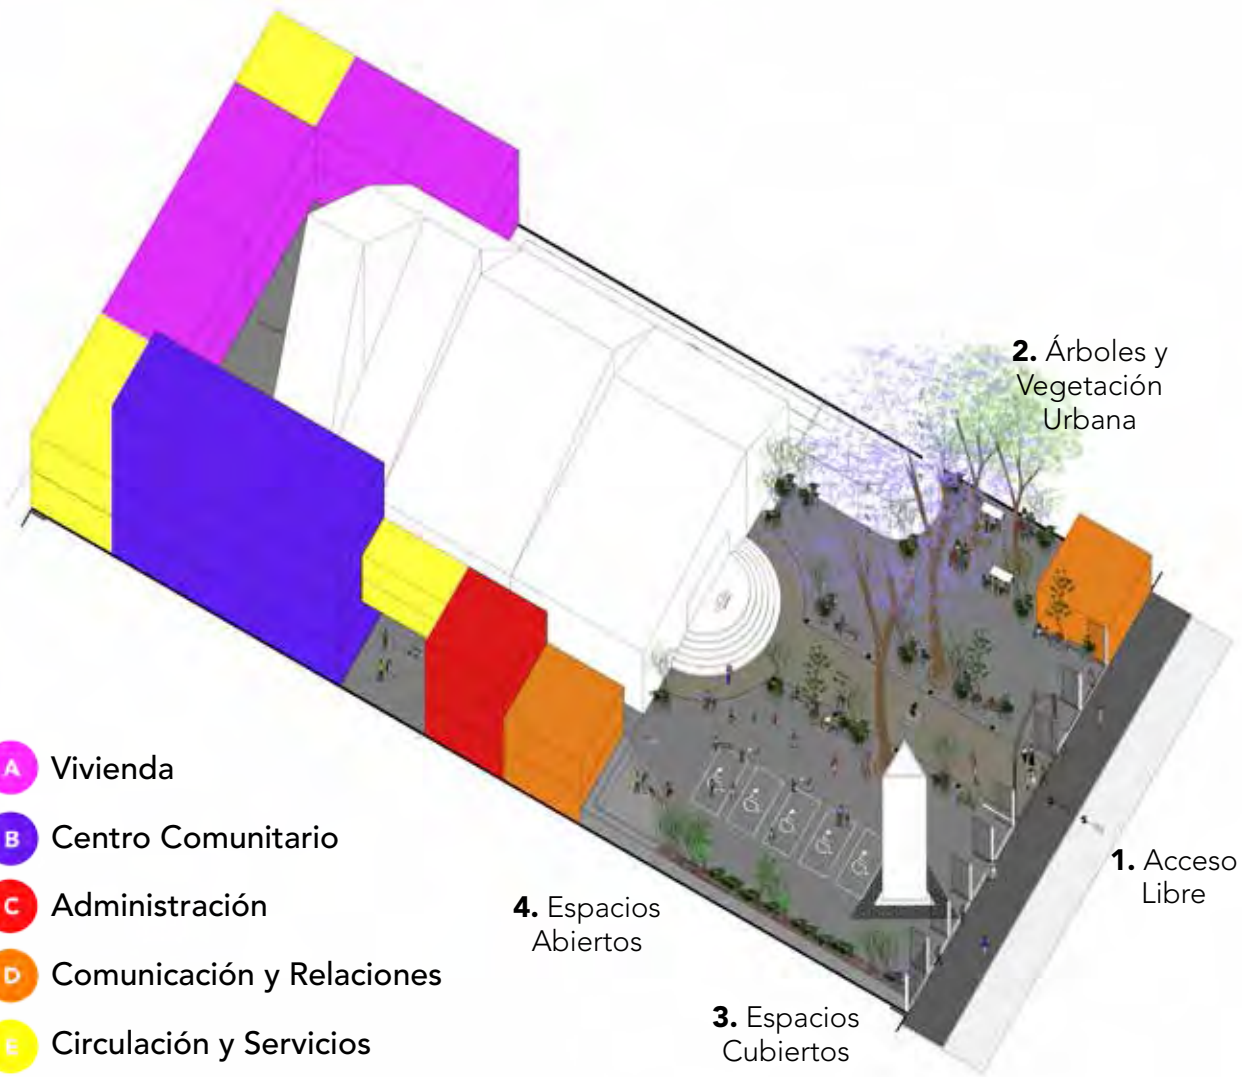 2. Árboles y
Vegetación
Urbana
A Vivienda
B Centro Comunitario
C Administración
D Comunicación y Relaciones
E Circulación y Servicios
1. Acceso
Libre
4. Espacios
Abiertos
3. Espacios
Cubiertos